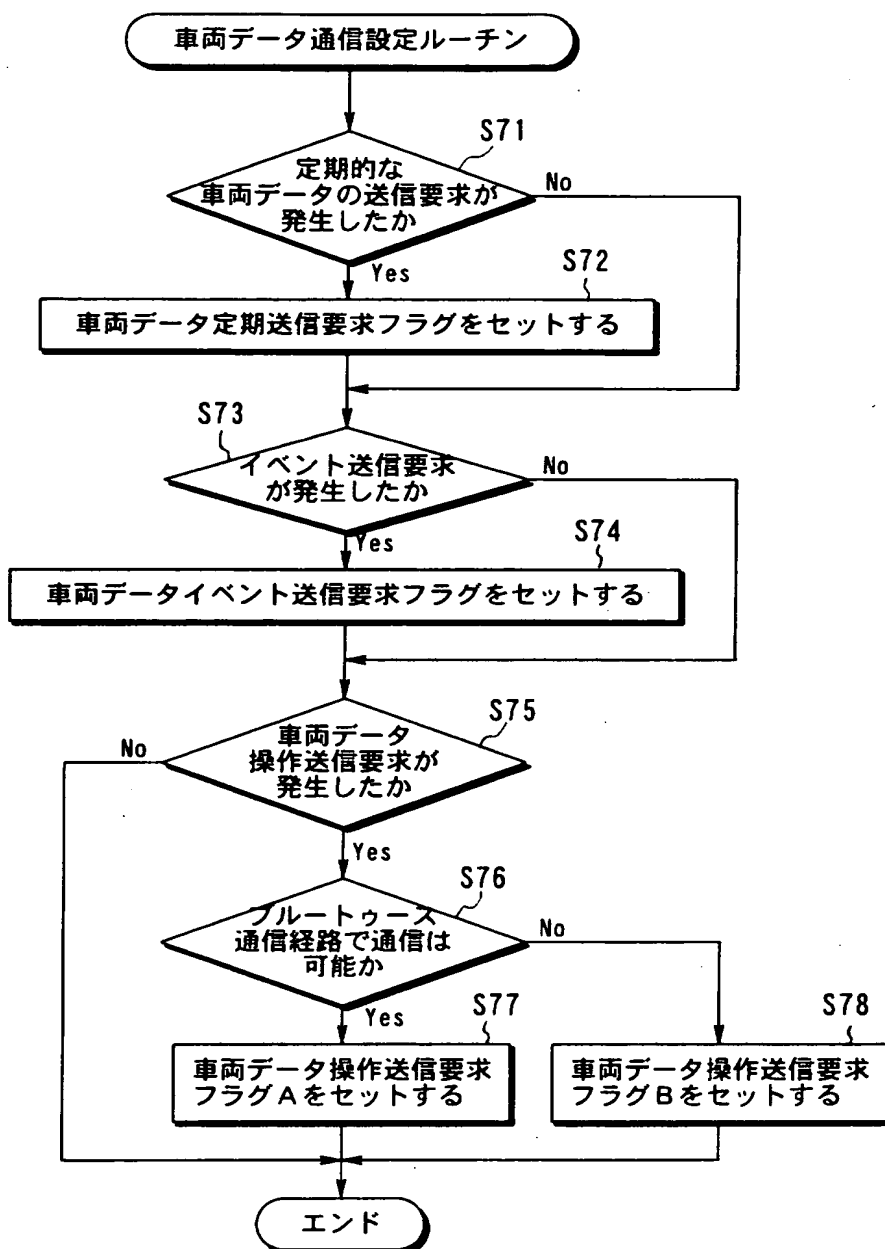 車両データ通信設定ルーチン
S71
定期的な
車両データの送信要求が
発生したか
No
Yes
S72
車両データ定期送信要求フラグをセットする
S73
イベント送信要求
が発生したか
No
Yes
S74
車両データイベント送信要求フラグをセットする
S75
車両データ
操作送信要求が
発生したか
No
Yes
S76
ブルートゥース
通信経路で通信は
可能か
No
Yes
S77
車両データ操作送信要求
フラグAをセットする
S78
車両データ操作送信要求
フラグBをセットする
エンド